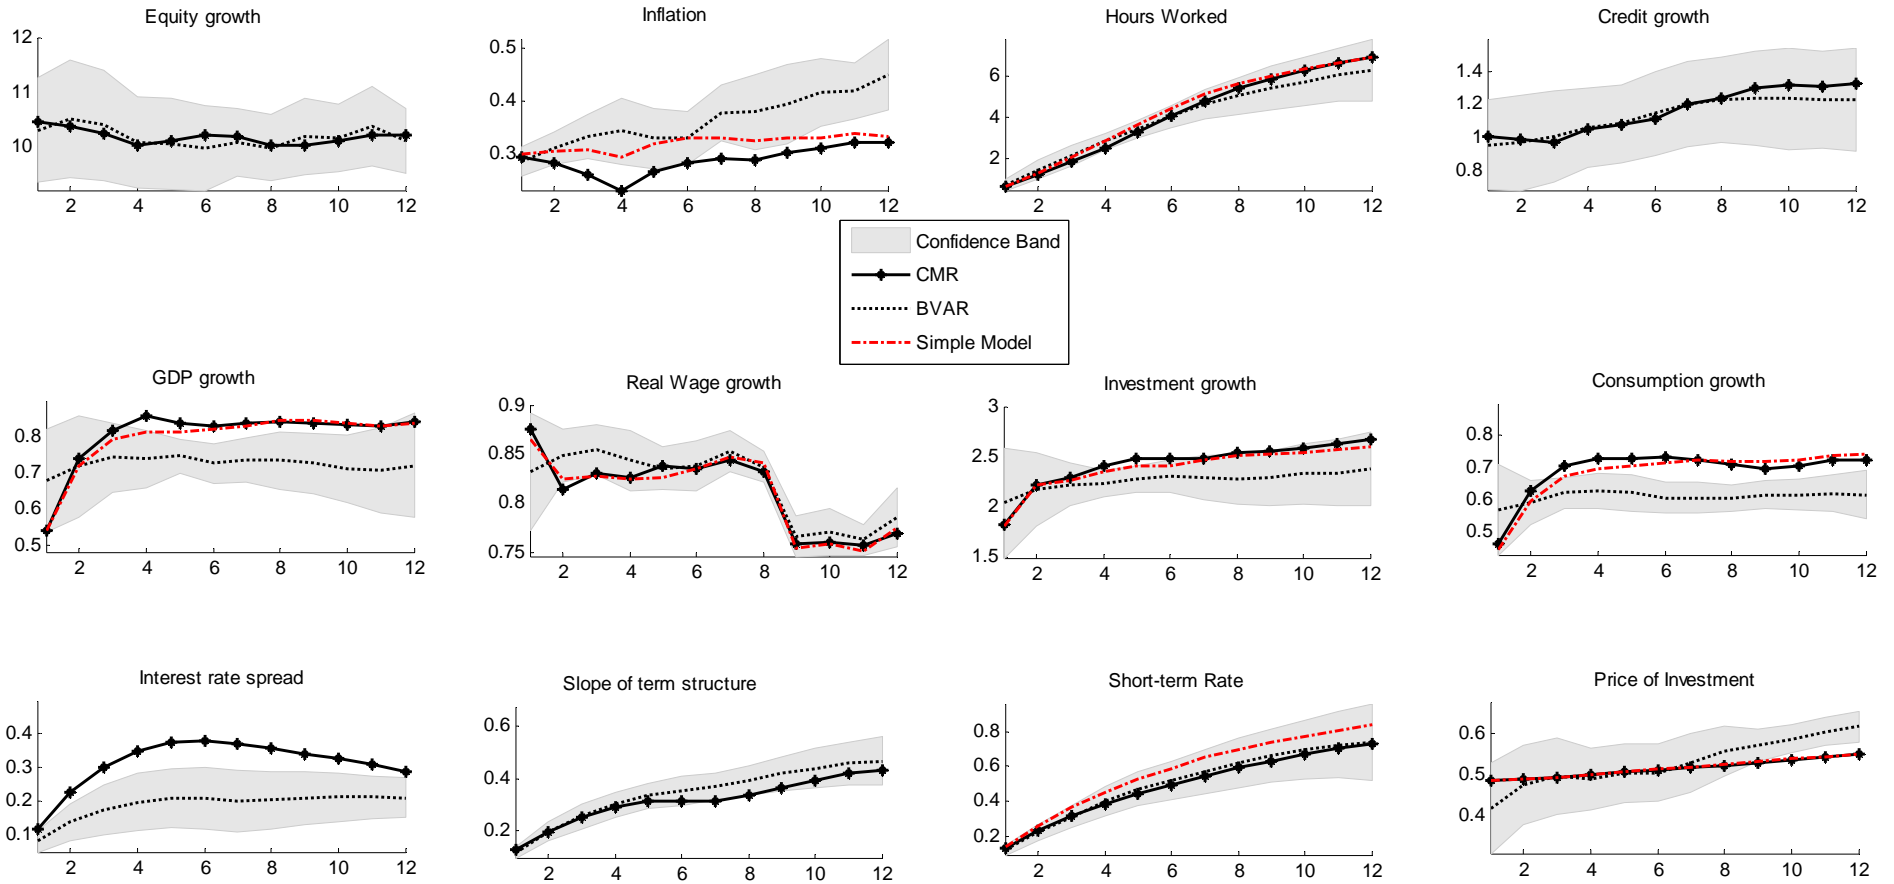 Equity growth
12
11
10
2 4 6 8 10 12
Inflation
0.5
0.4
0.3
2 4 6 8 10 12
Hours Worked
6
4
2
2 4 6 8 10 12
Credit growth
1.4
1.2
1
0.8
2 4 6 8 10 12
Confidence Band
CMR
BVAR
Simple Model
GDP growth
0.8
0.7
0.6
0.5
2 4 6 8 10 12
Real Wage growth
0.9
0.85
0.8
0.75
2 4 6 8 10 12
Investment growth
3
2.5
2
1.5
2 4 6 8 10 12
Consumption growth
0.8
0.7
0.6
0.5
2 4 6 8 10 12
Interest rate spread
0.4
0.3
0.2
0.1
2 4 6 8 10 12
Slope of term structure
0.6
0.4
0.2
2 4 6 8 10 12
Short-term Rate
0.8
0.6
0.4
0.2
2 4 6 8 10 12
Price of Investment
0.6
0.5
0.4
2 4 6 8 10 12